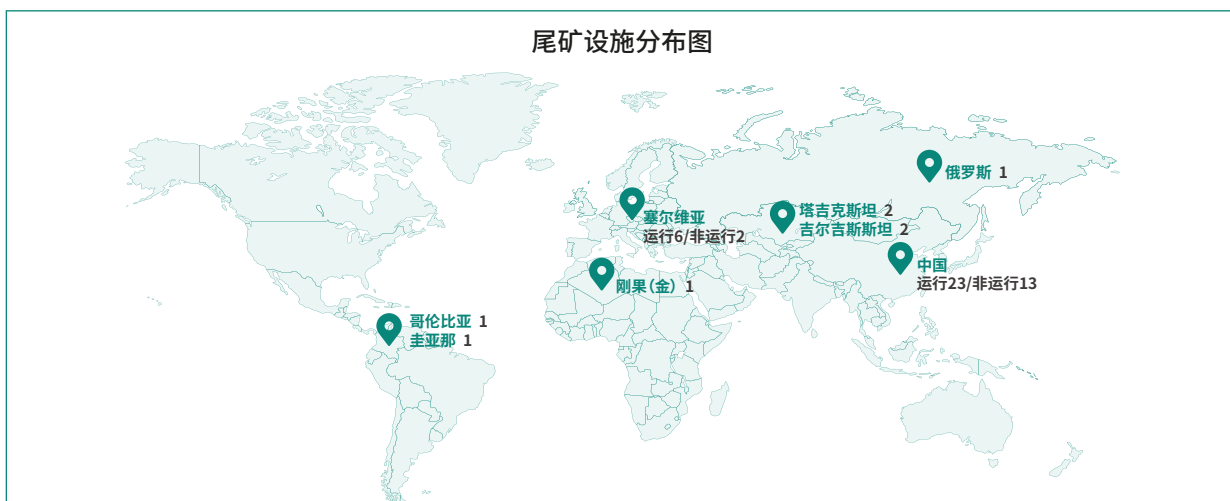 尾矿设施分布图
俄罗斯 1
塔吉克斯坦 2
吉尔吉斯斯坦 2
塞尔维亚
运行6/非运行2
中国
运行23/非运行13
刚果（金） 1
哥伦比亚 1
圭亚那 1